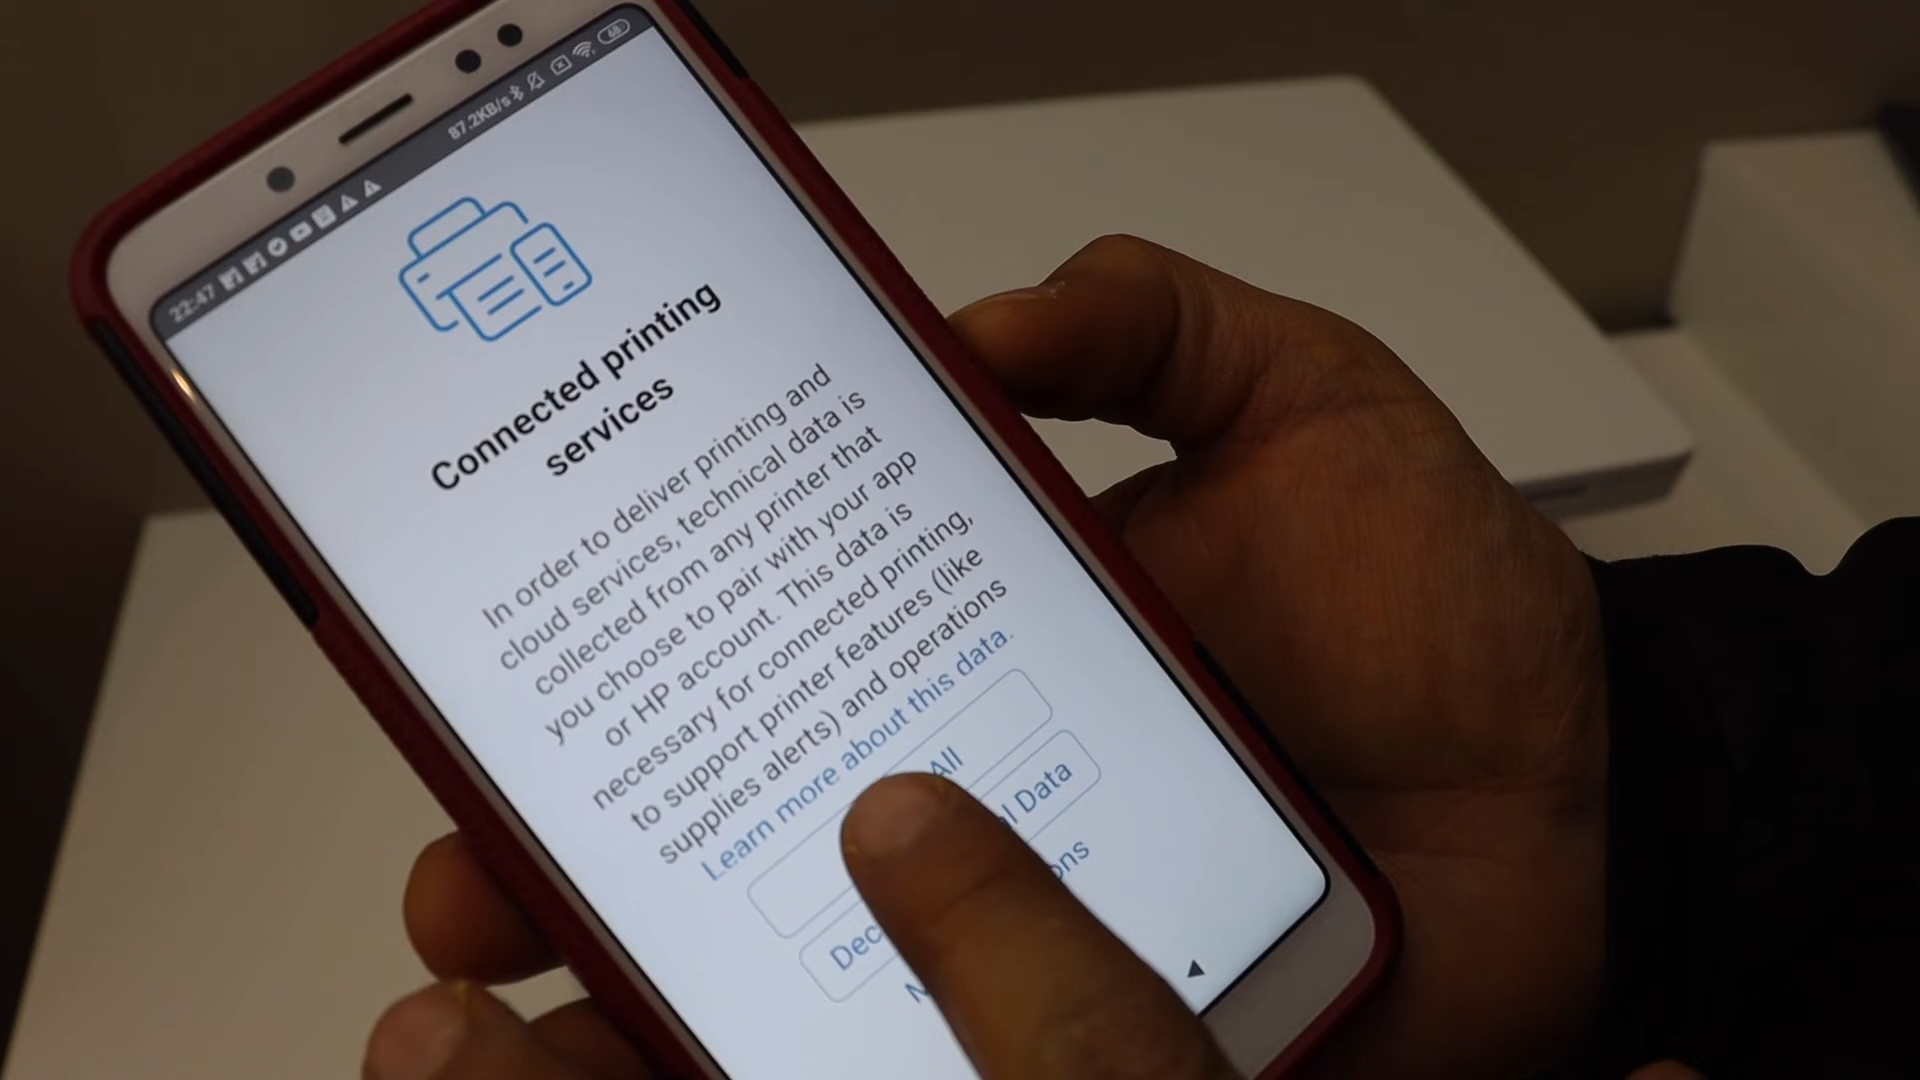 22:47 87.2KB/s 68
Connected printing
services
In order to deliver printing and
cloud services, technical data is
collected from any printer that
you choose to pair with your app
or HP account. This data is
necessary for connected printing,
to support printer features (like
supplies alerts) and operations
Learn more about this data.
All
Data